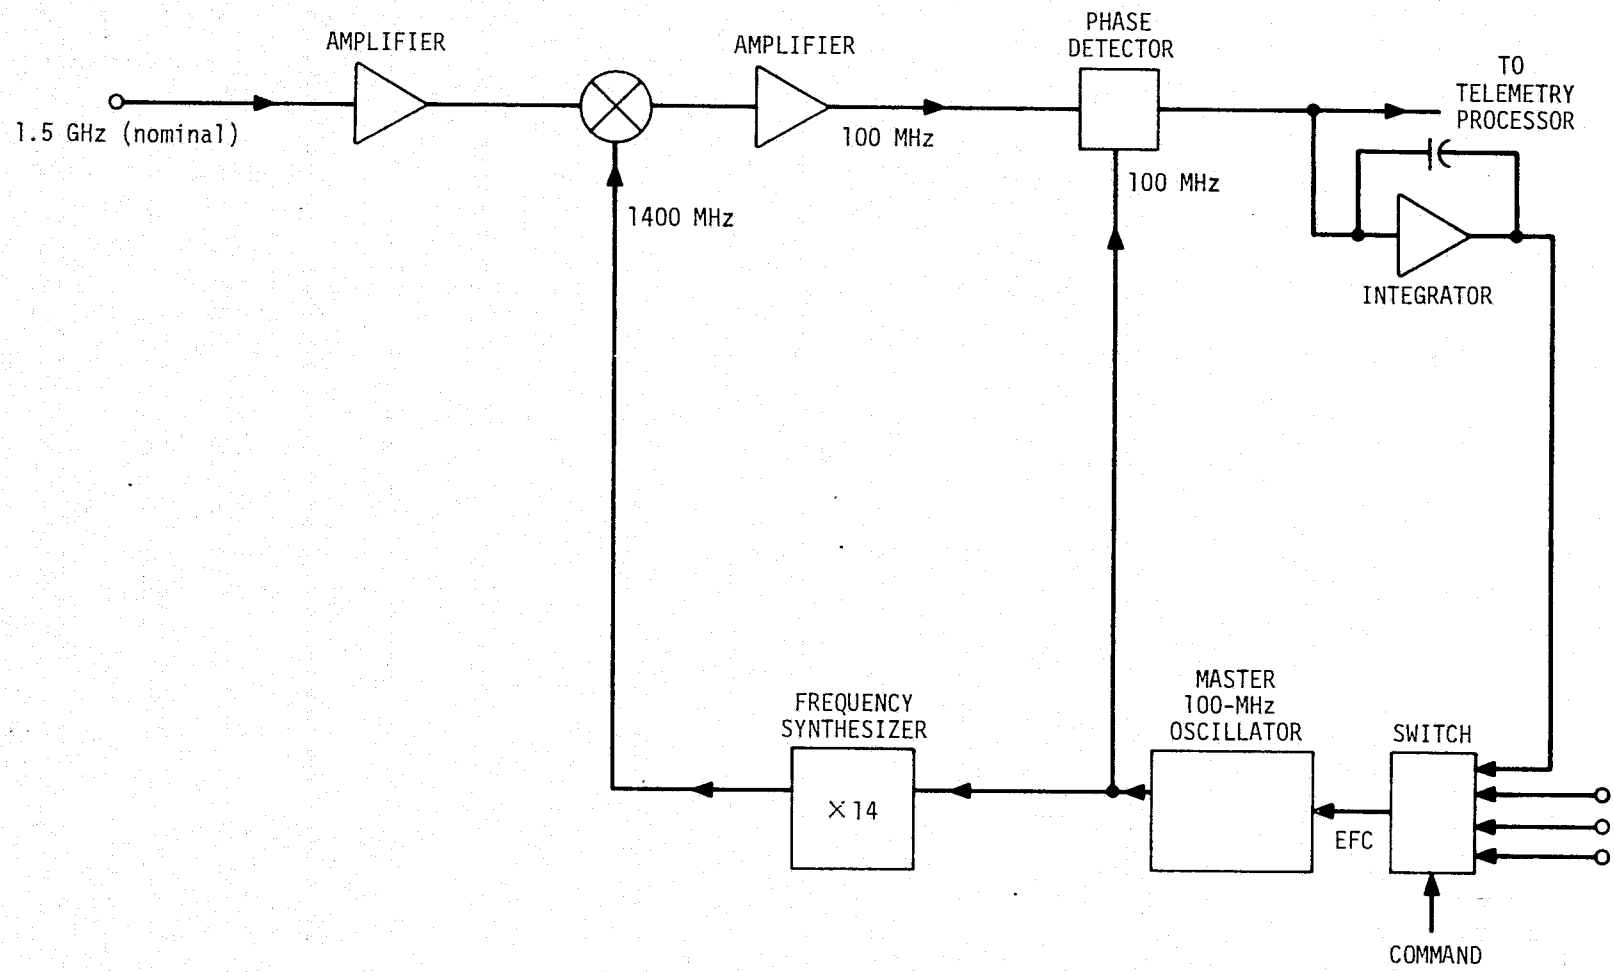 AMPLIFIER
AMPLIFIER
PHASE
DETECTOR
TO
TELEMETRY
PROCESSOR
1.5 GHz (nominal)
100 MHz
100 MHz
1400 MHz
INTEGRATOR
FREQUENCY
SYNTHESIZER
X 14
MASTER
100-MHz
OSCILLATOR
SWITCH
EFC
COMMAND